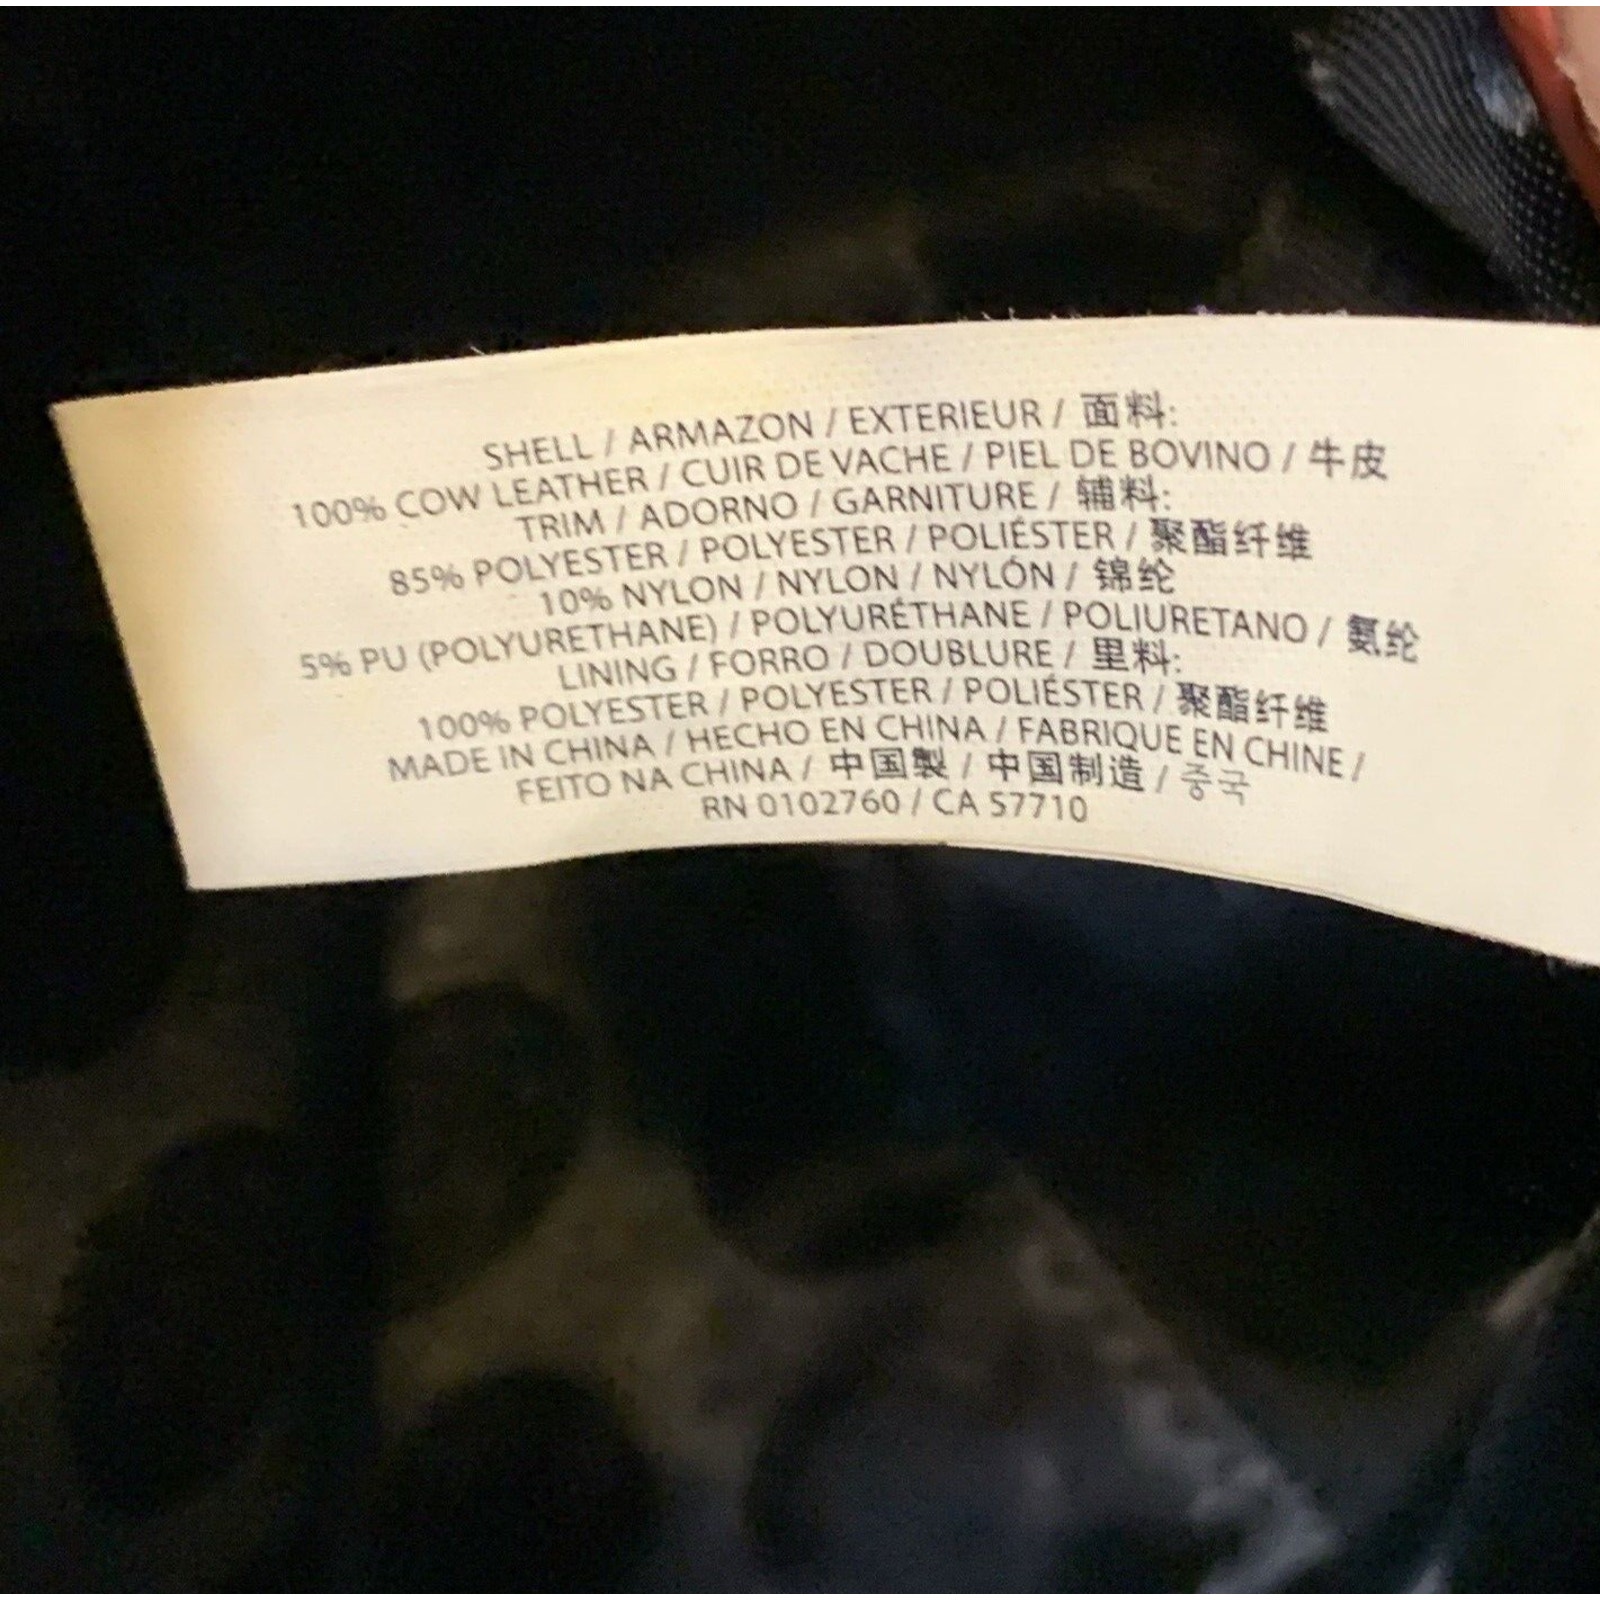 SHELL / ARMAZON / EXTERIEUR / 面料:
100% COW LEATHER / CUIR DE VACHE / PIEL DE BOVINO / 牛皮
TRIM / ADORNO / GARNITURE / 辅料:
85% POLYESTER / POLYESTER / POLIÉSTER / 聚酯纤维
10% NYLON / NYLON / NYLÓN / 锦纶
5% PU (POLYURETHANE) / POLYURÉTHANE / POLIURETANO / 氨纶
LINING / FORRO / DOUBLURE / 里料:
100% POLYESTER / POLYESTER / POLIÉSTER / 聚酯纤维
MADE IN CHINA / HECHO EN CHINA / FABRIQUE EN CHINE /
FEITO NA CHINA / 中国製 / 中国制造 / 중국
RN 0102760 / CA 57710